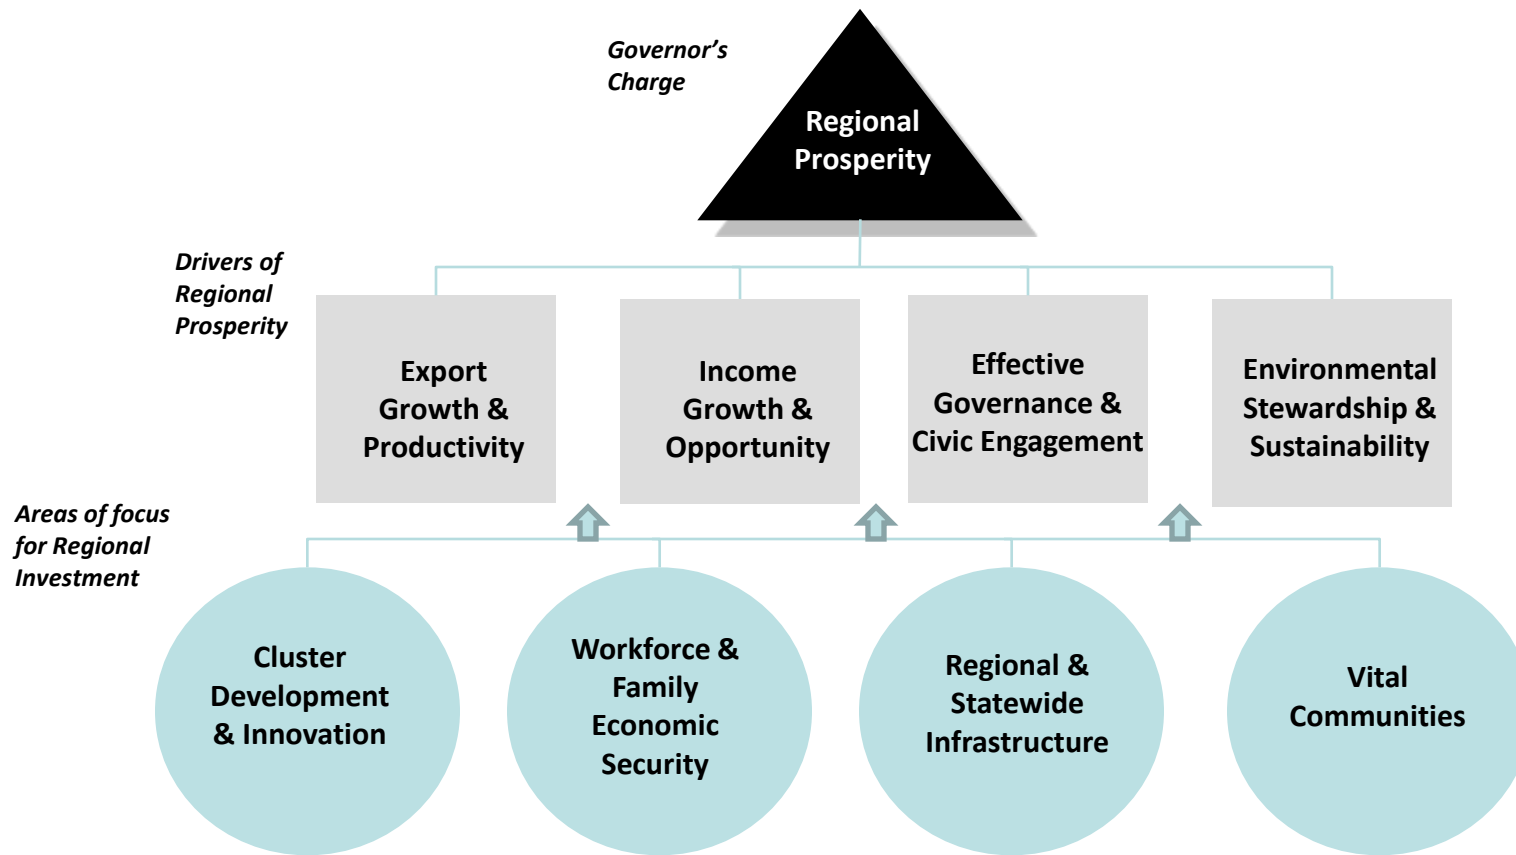 Governor’s
Charge
Regional
Prosperity
Drivers of
Regional
Prosperity
Export
Growth &
Productivity
Income
Growth &
Opportunity
Effective
Governance &
Civic Engagement
Environmental
Stewardship &
Sustainability
Areas of focus
for Regional
Investment
Cluster
Development
& Innovation
Workforce &
Family
Economic
Security
Regional &
Statewide
Infrastructure
Vital
Communities